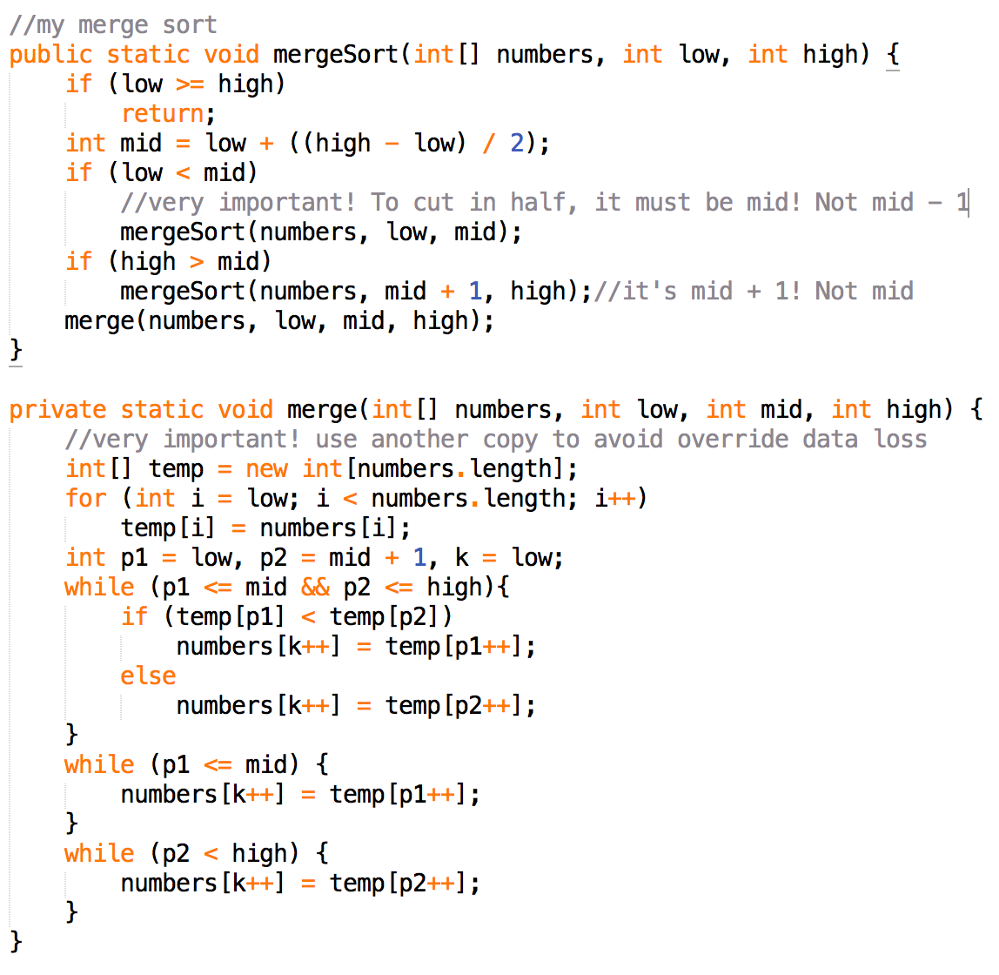 //my merge sort
public static void mergeSort(int[] numbers, int low, int high) {
    if (low >= high)
        return;
    int mid = low + ((high - low) / 2);
    if (low < mid)
        //very important! To cut in half, it must be mid! Not mid - 1
        mergeSort(numbers, low, mid);
    if (high > mid)
        mergeSort(numbers, mid + 1, high);//it's mid + 1! Not mid
    merge(numbers, low, mid, high);
}

private static void merge(int[] numbers, int low, int mid, int high) {
    //very important! use another copy to avoid override data loss
    int[] temp = new int[numbers.length];
    for (int i = low; i < numbers.length; i++)
        temp[i] = numbers[i];
    int p1 = low, p2 = mid + 1, k = low;
    while (p1 <= mid && p2 <= high){
        if (temp[p1] < temp[p2])
            numbers[k++] = temp[p1++];
        else
            numbers[k++] = temp[p2++];
    }
    while (p1 <= mid) {
        numbers[k++] = temp[p1++];
    }
    while (p2 < high) {
        numbers[k++] = temp[p2++];
    }
}